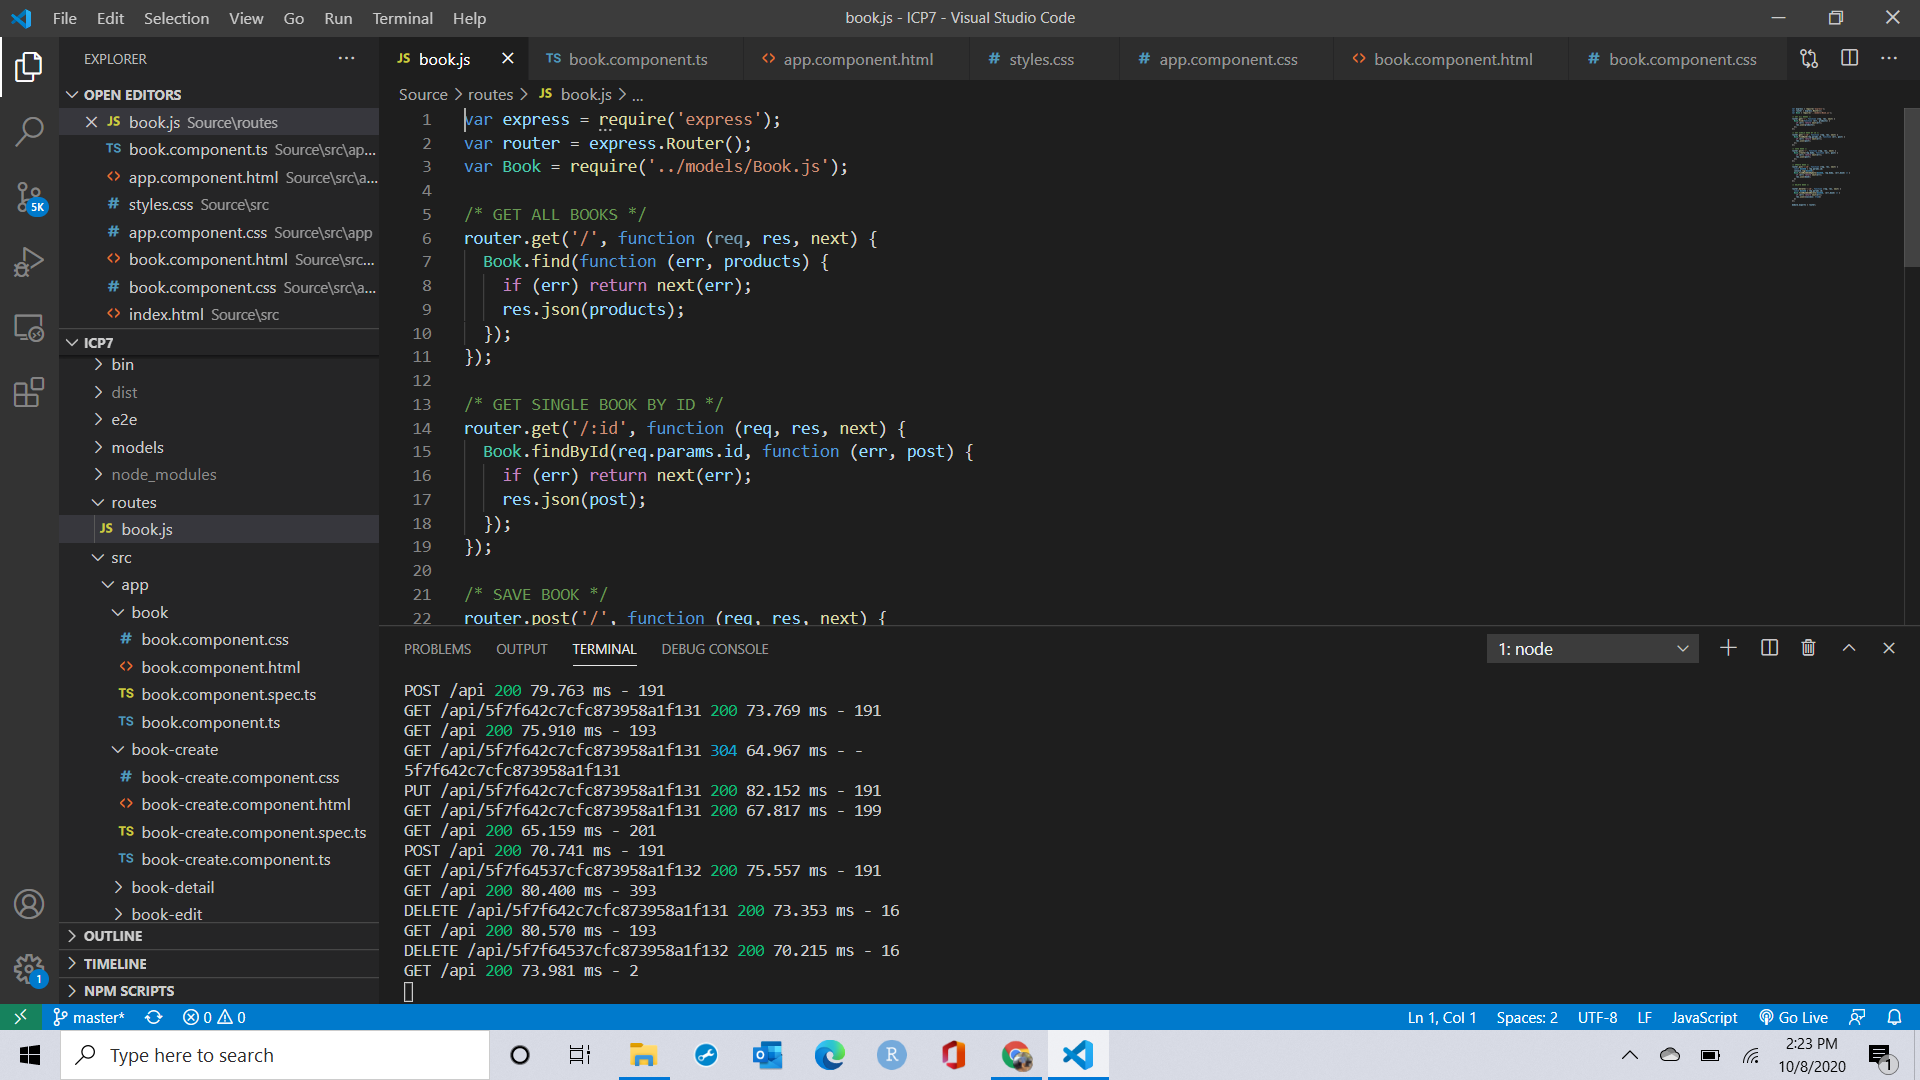 File Edit Selection View Go Run Terminal Help
book.js - ICP7 - Visual Studio Code
EXPLORER
OPEN EDITORS
JS book.js Source\routes
TS book.component.ts Source\src\ap...
<> app.component.html Source\src\a...
# styles.css Source\src
# app.component.css Source\src\app
<> book.component.html Source\src...
# book.component.css Source\src\a...
<> index.html Source\src
ICP7
bin
dist
e2e
models
node_modules
routes
JS book.js
src
app
book
# book.component.css
<> book.component.html
TS book.component.spec.ts
TS book.component.ts
book-create
# book-create.component.css
<> book-create.component.html
TS book-create.component.spec.ts
TS book-create.component.ts
book-detail
book-edit
OUTLINE
TIMELINE
NPM SCRIPTS
5K
1
JS book.js TS book.component.ts <> app.component.html # styles.css # app.component.css <> book.component.html # book.component.css
Source > routes > JS book.js > ...
1 var express = require('express');
2 var router = express.Router();
3 var Book = require('../models/Book.js');
4
5 /* GET ALL BOOKS */
6 router.get('/', function (req, res, next) {
7 Book.find(function (err, products) {
8 if (err) return next(err);
9 res.json(products);
10 });
11 });
12
13 /* GET SINGLE BOOK BY ID */
14 router.get('/:id', function (req, res, next) {
15 Book.findById(req.params.id, function (err, post) {
16 if (err) return next(err);
17 res.json(post);
18 });
19 });
20
21 /* SAVE BOOK */
22 router.post('/', function (req, res, next) {
PROBLEMS OUTPUT TERMINAL DEBUG CONSOLE
1: node
POST /api 200 79.763 ms - 191
GET /api/5f7f642c7cfc873958a1f131 200 73.769 ms - 191
GET /api 200 75.910 ms - 193
GET /api/5f7f642c7cfc873958a1f131 304 64.967 ms - -
5f7f642c7cfc873958a1f131
PUT /api/5f7f642c7cfc873958a1f131 200 82.152 ms - 191
GET /api/5f7f642c7cfc873958a1f131 200 67.817 ms - 199
GET /api 200 65.159 ms - 201
POST /api 200 70.741 ms - 191
GET /api/5f7f64537cfc873958a1f132 200 75.557 ms - 191
GET /api 200 80.400 ms - 393
DELETE /api/5f7f642c7cfc873958a1f131 200 73.353 ms - 16
GET /api 200 80.570 ms - 193
DELETE /api/5f7f64537cfc873958a1f132 200 70.215 ms - 16
GET /api 200 73.981 ms - 2
master* 0 0
Ln 1, Col 1 Spaces: 2 UTF-8 LF JavaScript Go Live
Type here to search
R
2:23 PM
10/8/2020
1